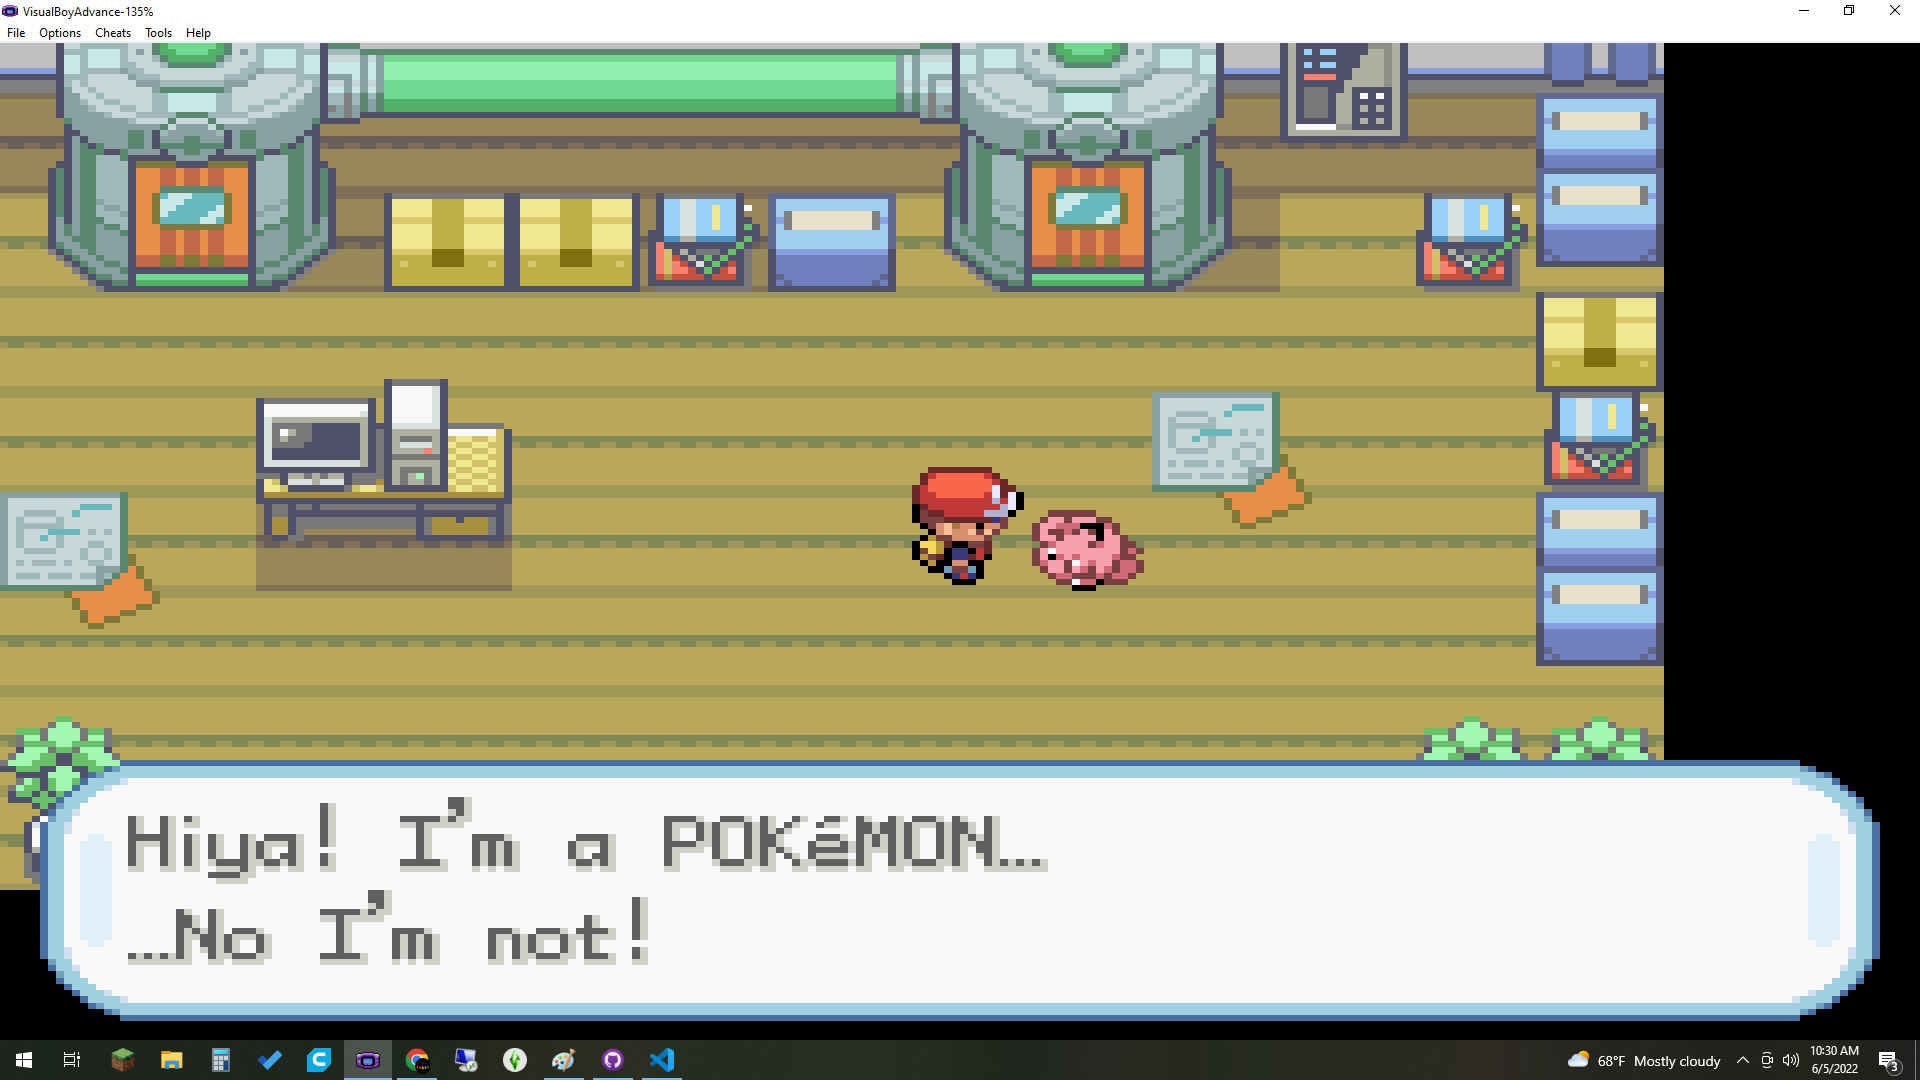 VisualBoyAdvance-135%
File Options Cheats Tools Help
Hiya! I'm a POKéMON…
…No I'm not!
68°F Mostly cloudy
10:30 AM
6/5/2022
3